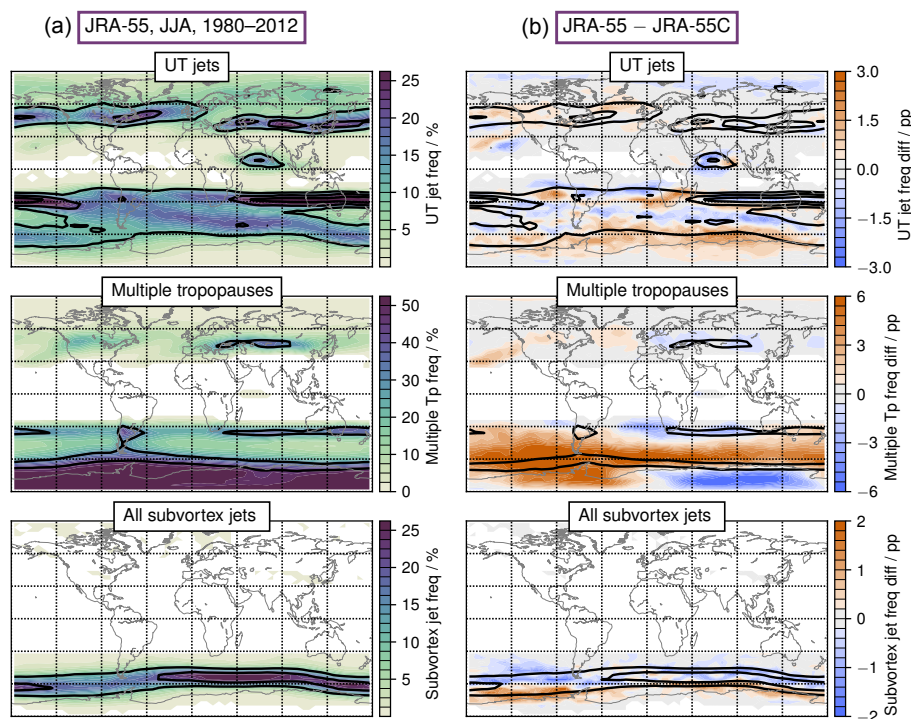 (a) JRA-55, JJA, 1980–2012
(b) JRA-55 − JRA-55C
UT jets
25
20
15
10
5
UT jet freq / %
UT jets
3.0
1.5
0.0
−1.5
−3.0
UT jet freq diff / pp
Multiple tropopauses
50
40
30
20
10
0
Multiple Tp freq / %
Multiple tropopauses
6
3
0
−3
−6
Multiple Tp freq diff / pp
All subvortex jets
25
20
15
10
5
Subvortex jet freq / %
All subvortex jets
2
1
0
−1
−2
Subvortex jet freq diff / pp